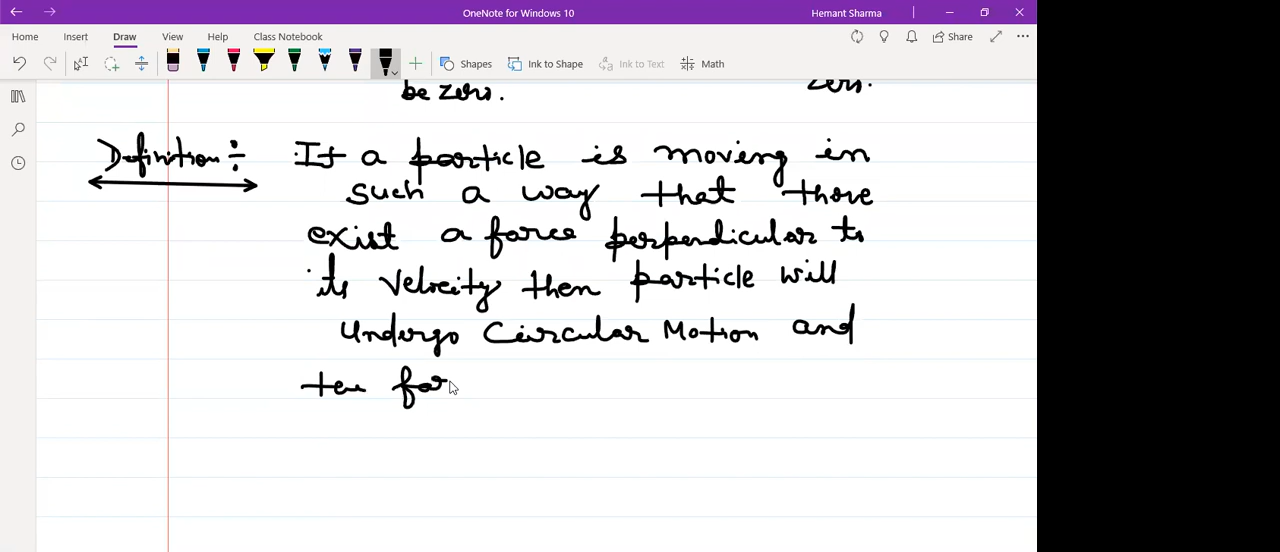 OneNote for Windows 10
Hemant Sharma
Home Insert Draw View Help Class Notebook
Share
Shapes Ink to Shape Ink to Text Math
be zero. zero.
Definition :- If a particle is moving in
such a way that there
exist a force perpendicular to
its velocity then particle will
undergo Circular Motion and
the for